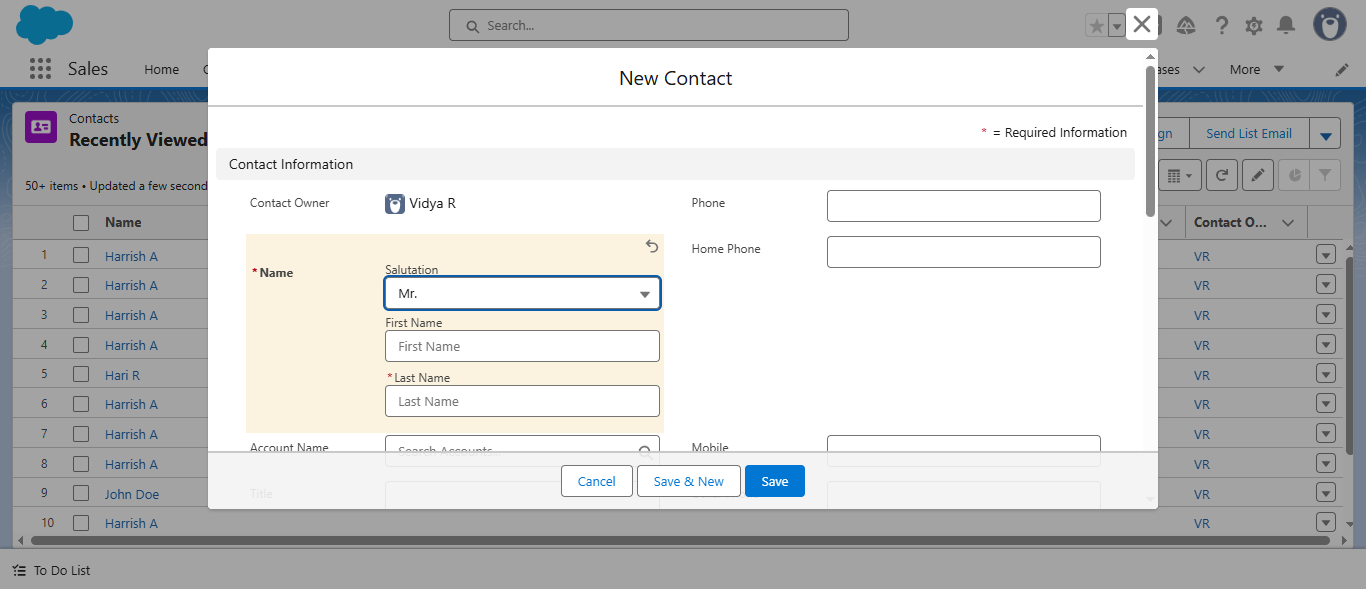 Search...
Sales
Home
More
New Contact
* = Required Information
Contacts
Recently Viewed
Send List Email
50+ items • Updated a few second
Contact Information
Contact Owner
Vidya R
Phone
Home Phone
* Name
Salutation
Mr.
First Name
First Name
* Last Name
Last Name
Account Name
Search Accounts
Mobile
Title
Cancel
Save & New
Save
Name
Contact O...
1 Harrish A VR
2 Harrish A VR
3 Harrish A VR
4 Harrish A VR
5 Hari R VR
6 Harrish A VR
7 Harrish A VR
8 Harrish A VR
9 John Doe VR
10 Harrish A VR
To Do List